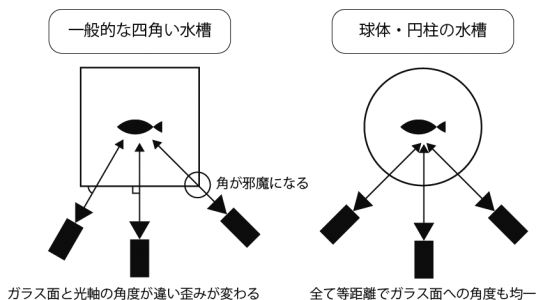 一般的な四角い水槽
球体・円柱の水槽
角が邪魔になる
ガラス面と光軸の角度が違い歪みが変わる
全て等距離でガラス面への角度も均一